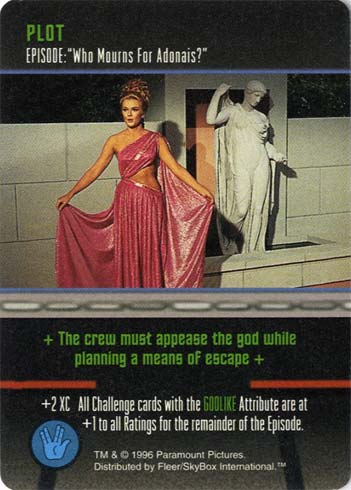 PLOT
EPISODE: "Who Mourns For Adonais?"
+ The crew must appease the god while
planning a means of escape +
+2 XC All Challenge cards with the GODLIKE Attribute are at
+1 to all Ratings for the remainder of the Episode.
TM & © 1996 Paramount Pictures.
Distributed by Fleer/SkyBox International.™